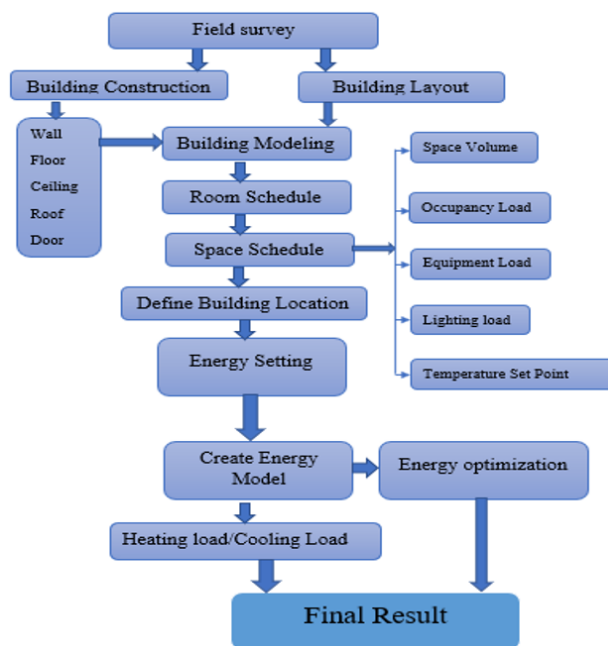 Field survey
Building Construction
Building Layout
Wall
Floor
Ceiling
Roof
Door
Building Modeling
Room Schedule
Space Schedule
Space Volume
Occupancy Load
Equipment Load
Lighting load
Temperature Set Point
Define Building Location
Energy Setting
Create Energy
Model
Energy optimization
Heating load/Cooling Load
Final Result